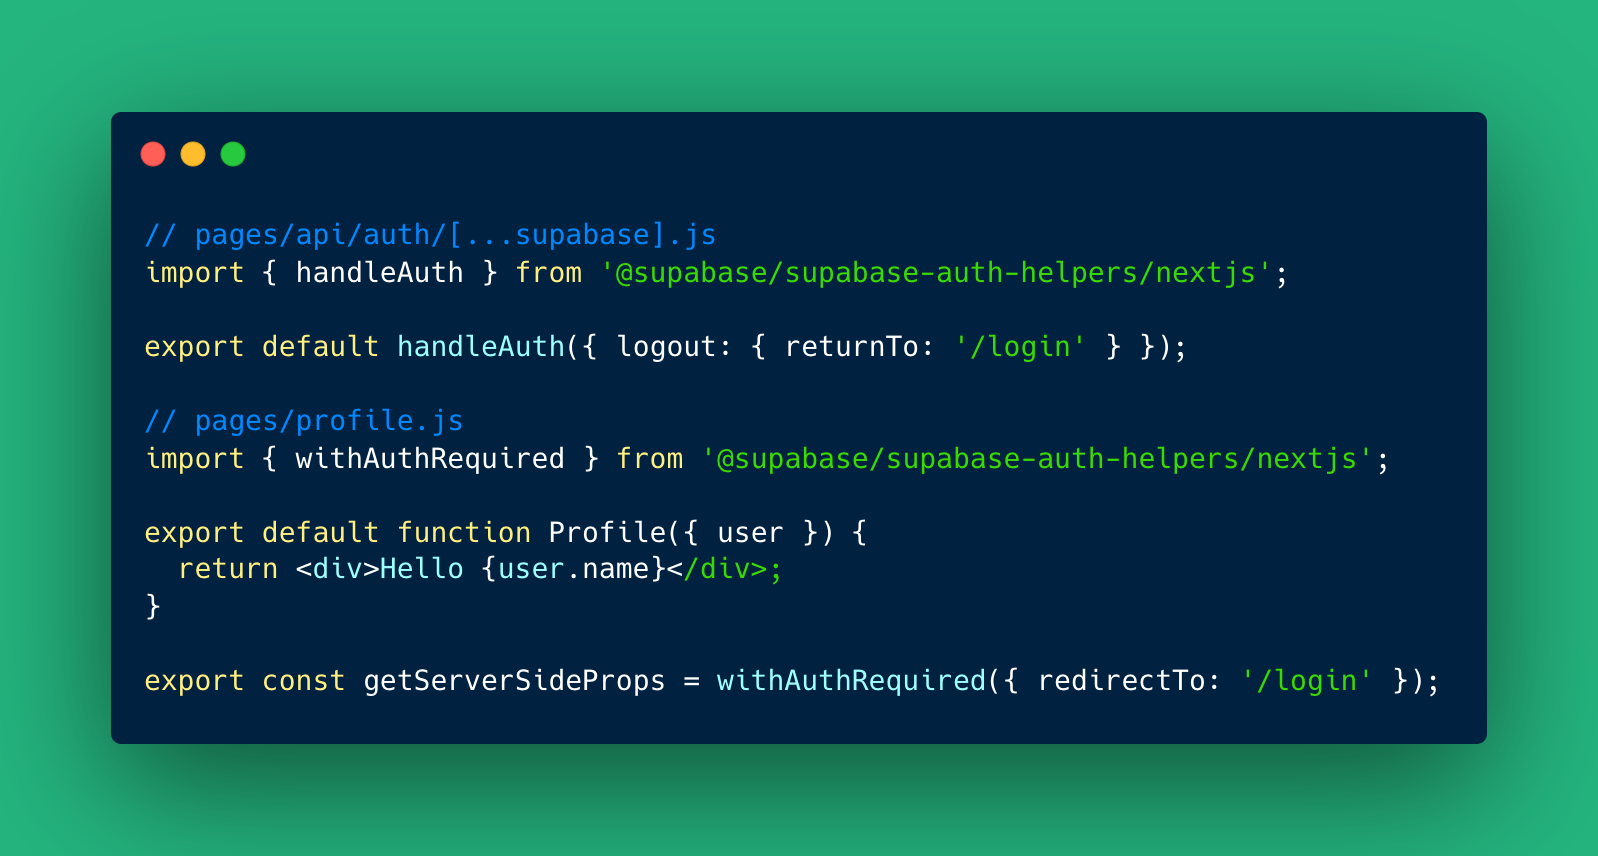 // pages/api/auth/[...supabase].js
import { handleAuth } from '@supabase/supabase-auth-helpers/nextjs';
export default handleAuth({ logout: { returnTo: '/login' } });
// pages/profile.js
import { withAuthRequired } from '@supabase/supabase-auth-helpers/nextjs';
export default function Profile({ user }) {
  return <div>Hello {user.name}</div>;
}
export const getServerSideProps = withAuthRequired({ redirectTo: '/login' });